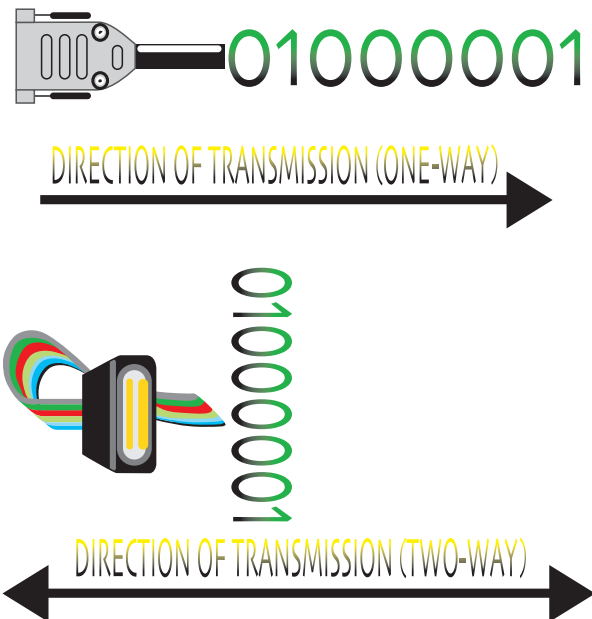 01000001
DIRECTION OF TRANSMISSION (ONE-WAY)
01000001
DIRECTION OF TRANSMISSION (TWO-WAY)